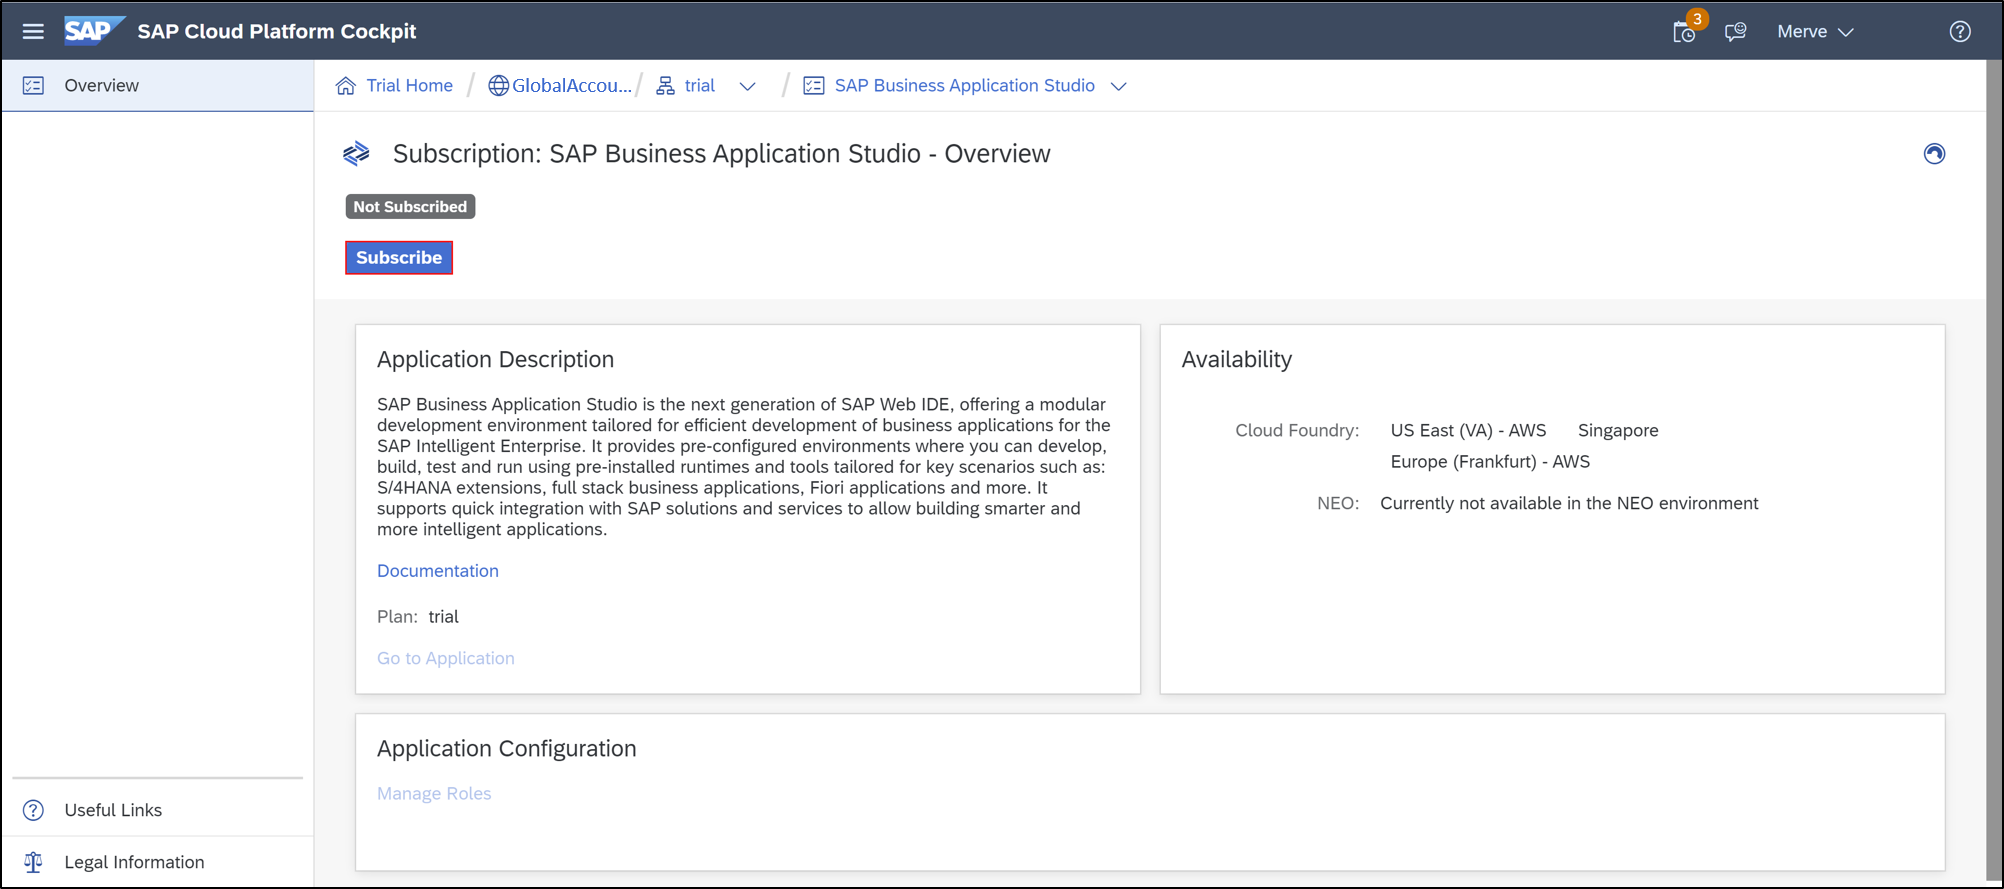 SAP SAP Cloud Platform Cockpit 3 Merve ?
Overview
Trial Home / GlobalAccou... / trial / SAP Business Application Studio
Subscription: SAP Business Application Studio - Overview
Not Subscribed
Subscribe
Application Description
SAP Business Application Studio is the next generation of SAP Web IDE, offering a modular
development environment tailored for efficient development of business applications for the
SAP Intelligent Enterprise. It provides pre-configured environments where you can develop,
build, test and run using pre-installed runtimes and tools tailored for key scenarios such as:
S/4HANA extensions, full stack business applications, Fiori applications and more. It
supports quick integration with SAP solutions and services to allow building smarter and
more intelligent applications.
Documentation
Plan: trial
Go to Application
Availability
Cloud Foundry: US East (VA) - AWS Singapore
Europe (Frankfurt) - AWS
NEO: Currently not available in the NEO environment
Application Configuration
Manage Roles
? Useful Links
Legal Information